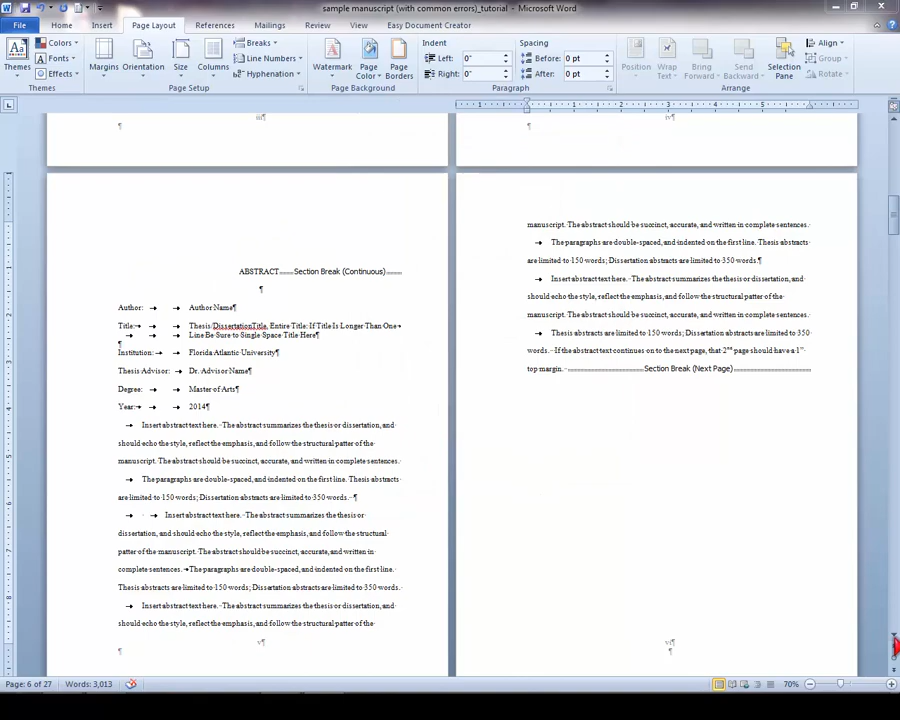 sample manuscript (with common errors)_tutorial - Microsoft Word
File Home Insert Page Layout References Mailings Review View Easy Document Creator
Themes Colors Fonts Effects
Margins Orientation Size Columns Breaks Line Numbers Hyphenation
Watermark Page Color Page Borders
Indent Left: 0" Right: 0"
Spacing Before: 0 pt After: 0 pt
Position Wrap Text Bring Forward Send Backward Selection Pane Align Group Rotate
Themes Page Setup Page Background Paragraph Arrange
iii¶ iv¶
¶ ¶
ABSTRACT Section Break (Continuous)
¶
Author: Author Name¶
Title: Thesis/DissertationTitle, Entire Title: If Title Is Longer Than One
Line Be Sure to Single Space Title Here¶
¶
Institution: Florida Atlantic University¶
Thesis Advisor: Dr. Advisor Name¶
Degree: Master of Arts¶
Year: 2014¶
Insert abstract text here. The abstract summarizes the thesis or dissertation, and
should echo the style, reflect the emphasis, and follow the structural patter of the
manuscript. The abstract should be succinct, accurate, and written in complete sentences.
The paragraphs are double-spaced, and indented on the first line. Thesis abstracts
are limited to 150 words; Dissertation abstracts are limited to 350 words. ¶
Insert abstract text here. The abstract summarizes the thesis or
dissertation, and should echo the style, reflect the emphasis, and follow the structural
patter of the manuscript. The abstract should be succinct, accurate, and written in
complete sentences. The paragraphs are double-spaced, and indented on the first line.
Thesis abstracts are limited to 150 words; Dissertation abstracts are limited to 350 words.
Insert abstract text here. The abstract summarizes the thesis or dissertation, and
should echo the style, reflect the emphasis, and follow the structural patter of the
v¶
¶
manuscript. The abstract should be succinct, accurate, and written in complete sentences.
The paragraphs are double-spaced, and indented on the first line. Thesis abstracts
are limited to 150 words; Dissertation abstracts are limited to 350 words.¶
Insert abstract text here. The abstract summarizes the thesis or dissertation, and
should echo the style, reflect the emphasis, and follow the structural patter of the
manuscript. The abstract should be succinct, accurate, and written in complete sentences.
Thesis abstracts are limited to 150 words; Dissertation abstracts are limited to 350
words. If the abstract text continues on to the next page, that 2nd page should have a 1"
top margin. Section Break (Next Page)
vi¶
¶
Page: 6 of 27 Words: 3,013 70%